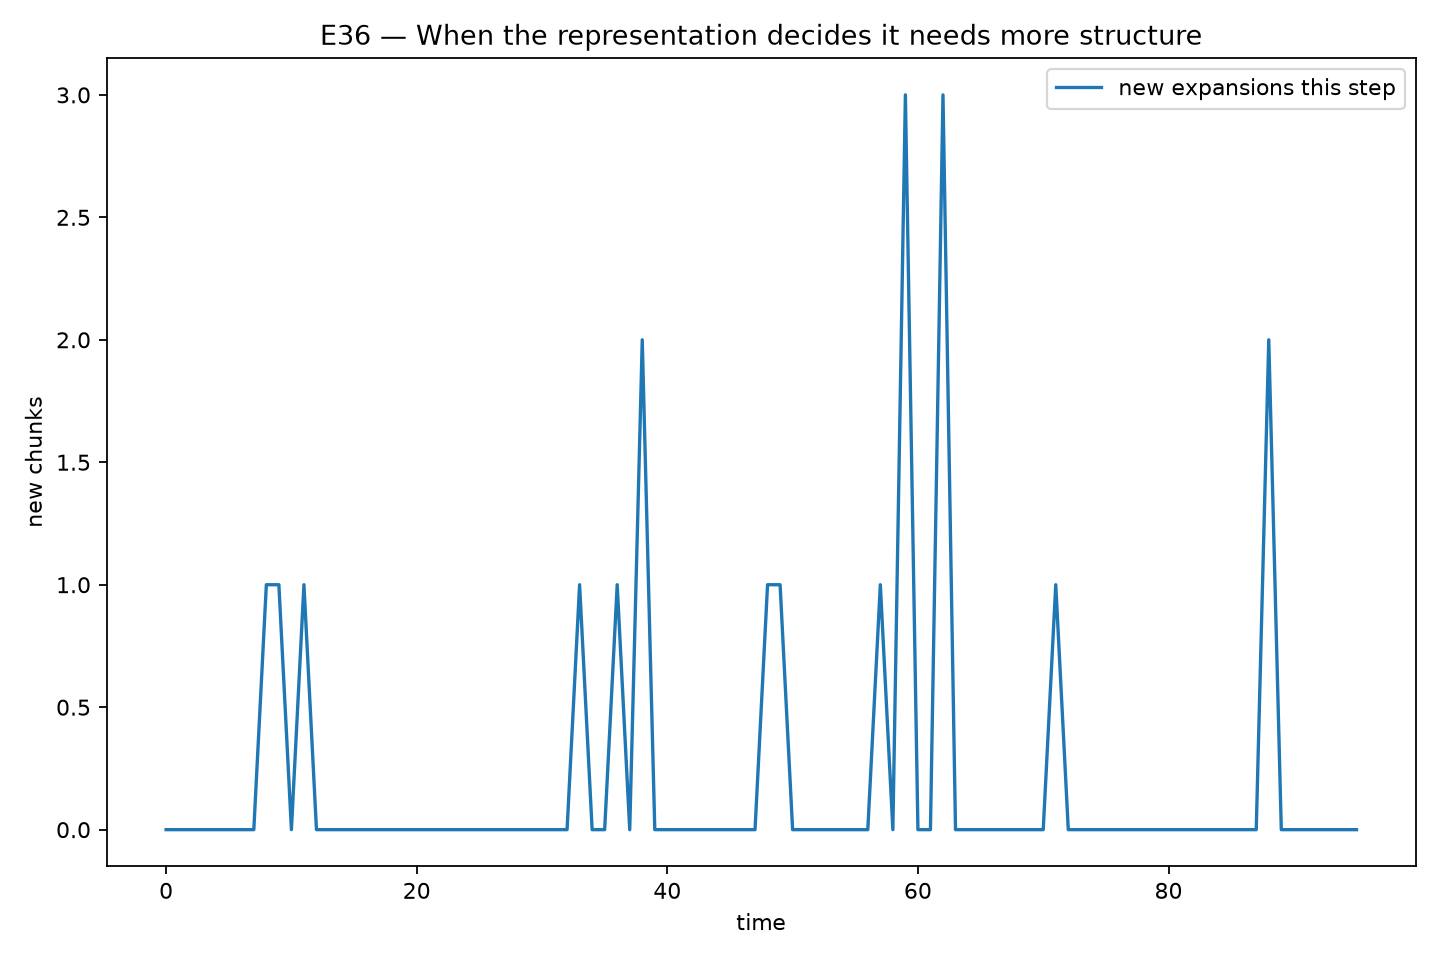 E36 — When the representation decides it needs more structure
new expansions this step
3.0
2.5
2.0
1.5
1.0
0.5
0.0
new chunks
0 20 40 60 80
time